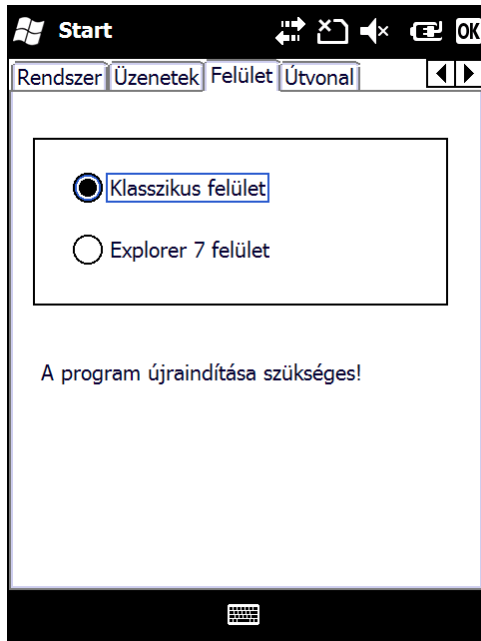 Start
OK
Rendszer Üzenetek Felület Útvonal
Klasszikus felület
Explorer 7 felület
A program újraindítása szükséges!